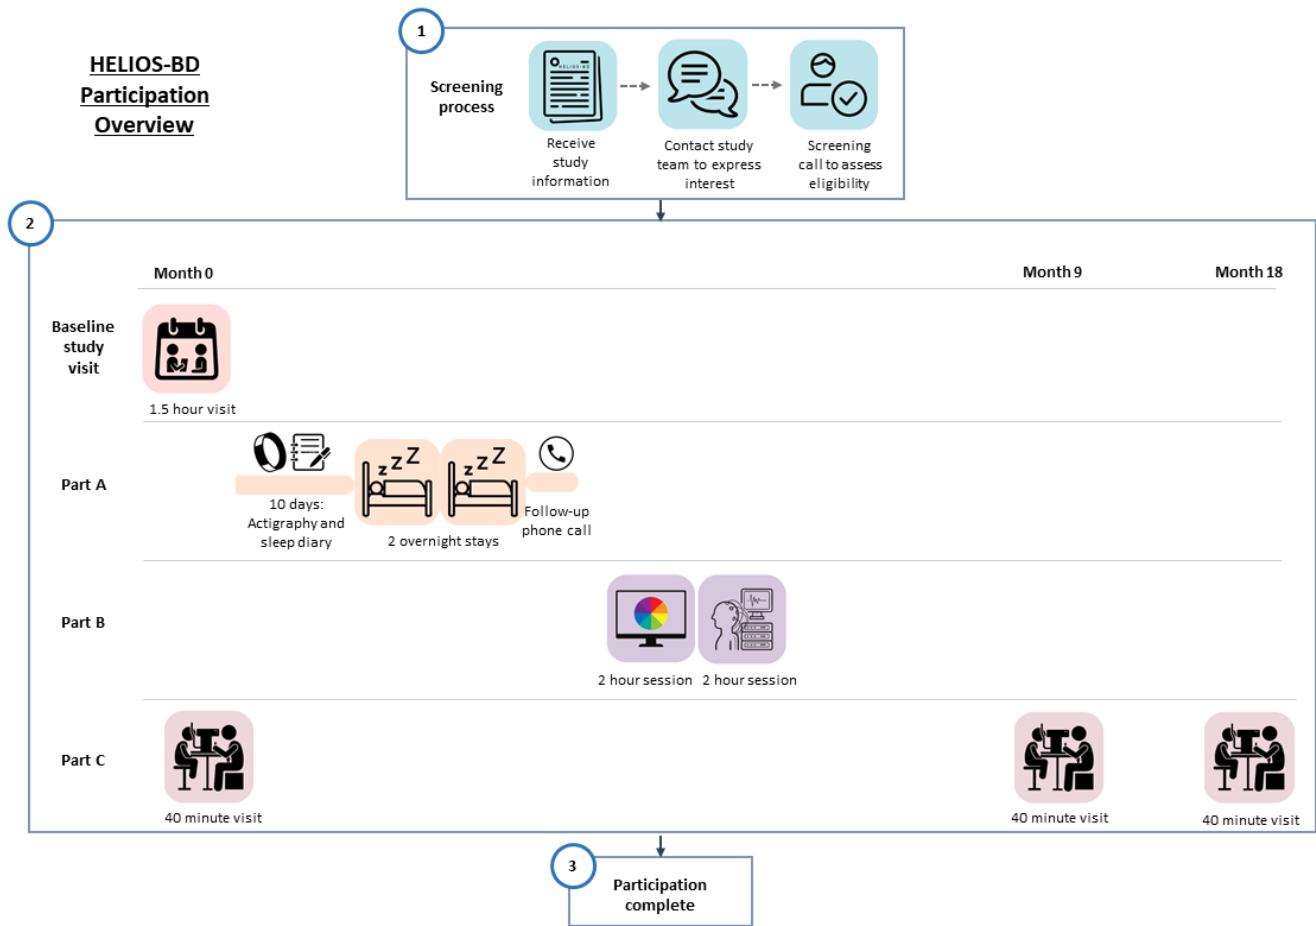 HELIOS-BD
Participation
Overview
1
Screening
process
HELIOS-BD
Receive
study
information
Contact study
team to express
interest
Screening
call to assess
eligibility
2
Month 0
Month 9
Month 18
Baseline
study
visit
1.5 hour visit
Part A
z z Z
z z Z
10 days:
Actigraphy and
sleep diary
2 overnight stays
Follow-up
phone call
Part B
2 hour session
2 hour session
Part C
40 minute visit
40 minute visit
40 minute visit
3
Participation
complete